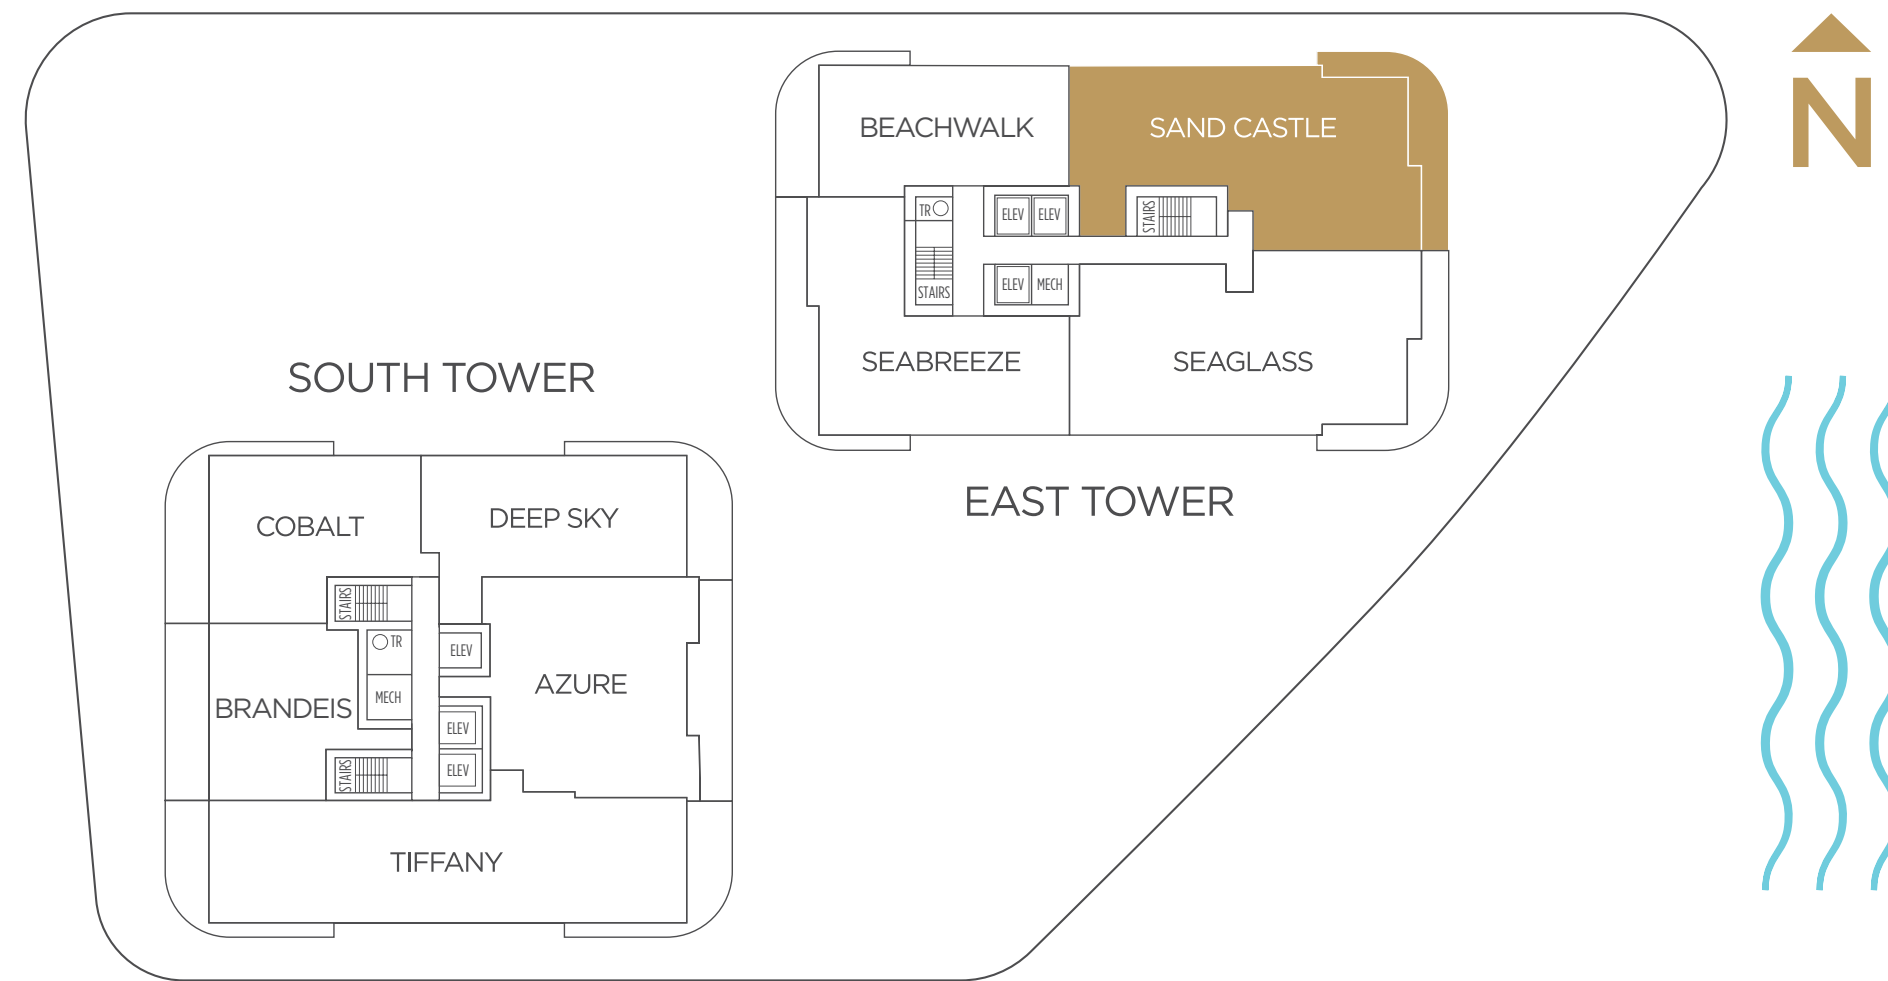 N
BEACHWALK
SAND CASTLE
TR
ELEV
ELEV
STAIRS
STAIRS
ELEV
MECH
SEABREEZE
SEAGLASS
EAST TOWER
SOUTH TOWER
COBALT
DEEP SKY
STAIRS
TR
ELEV
MECH
BRANDEIS
AZURE
ELEV
STAIRS
ELEV
TIFFANY